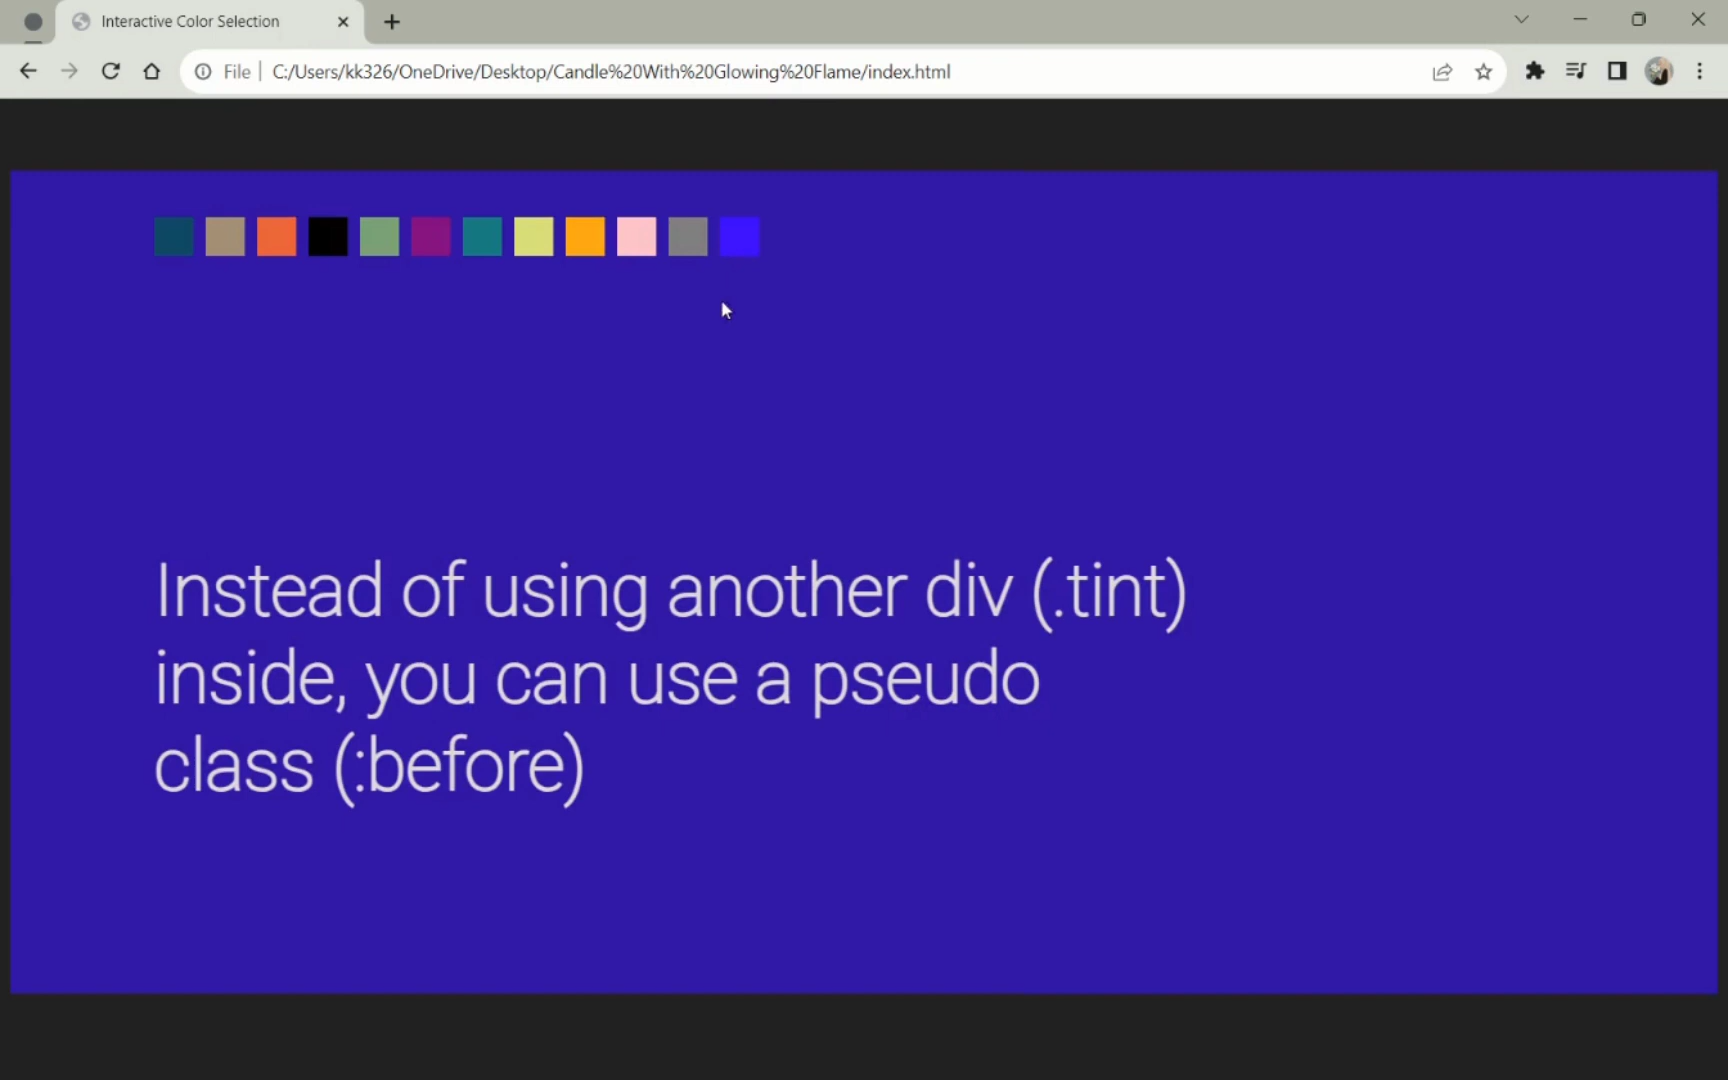 Interactive Color Selection
File
C:/Users/kk326/OneDrive/Desktop/Candle%20With%20Glowing%20Flame/index.html
Instead of using another div (.tint)
inside, you can use a pseudo
class (:before)